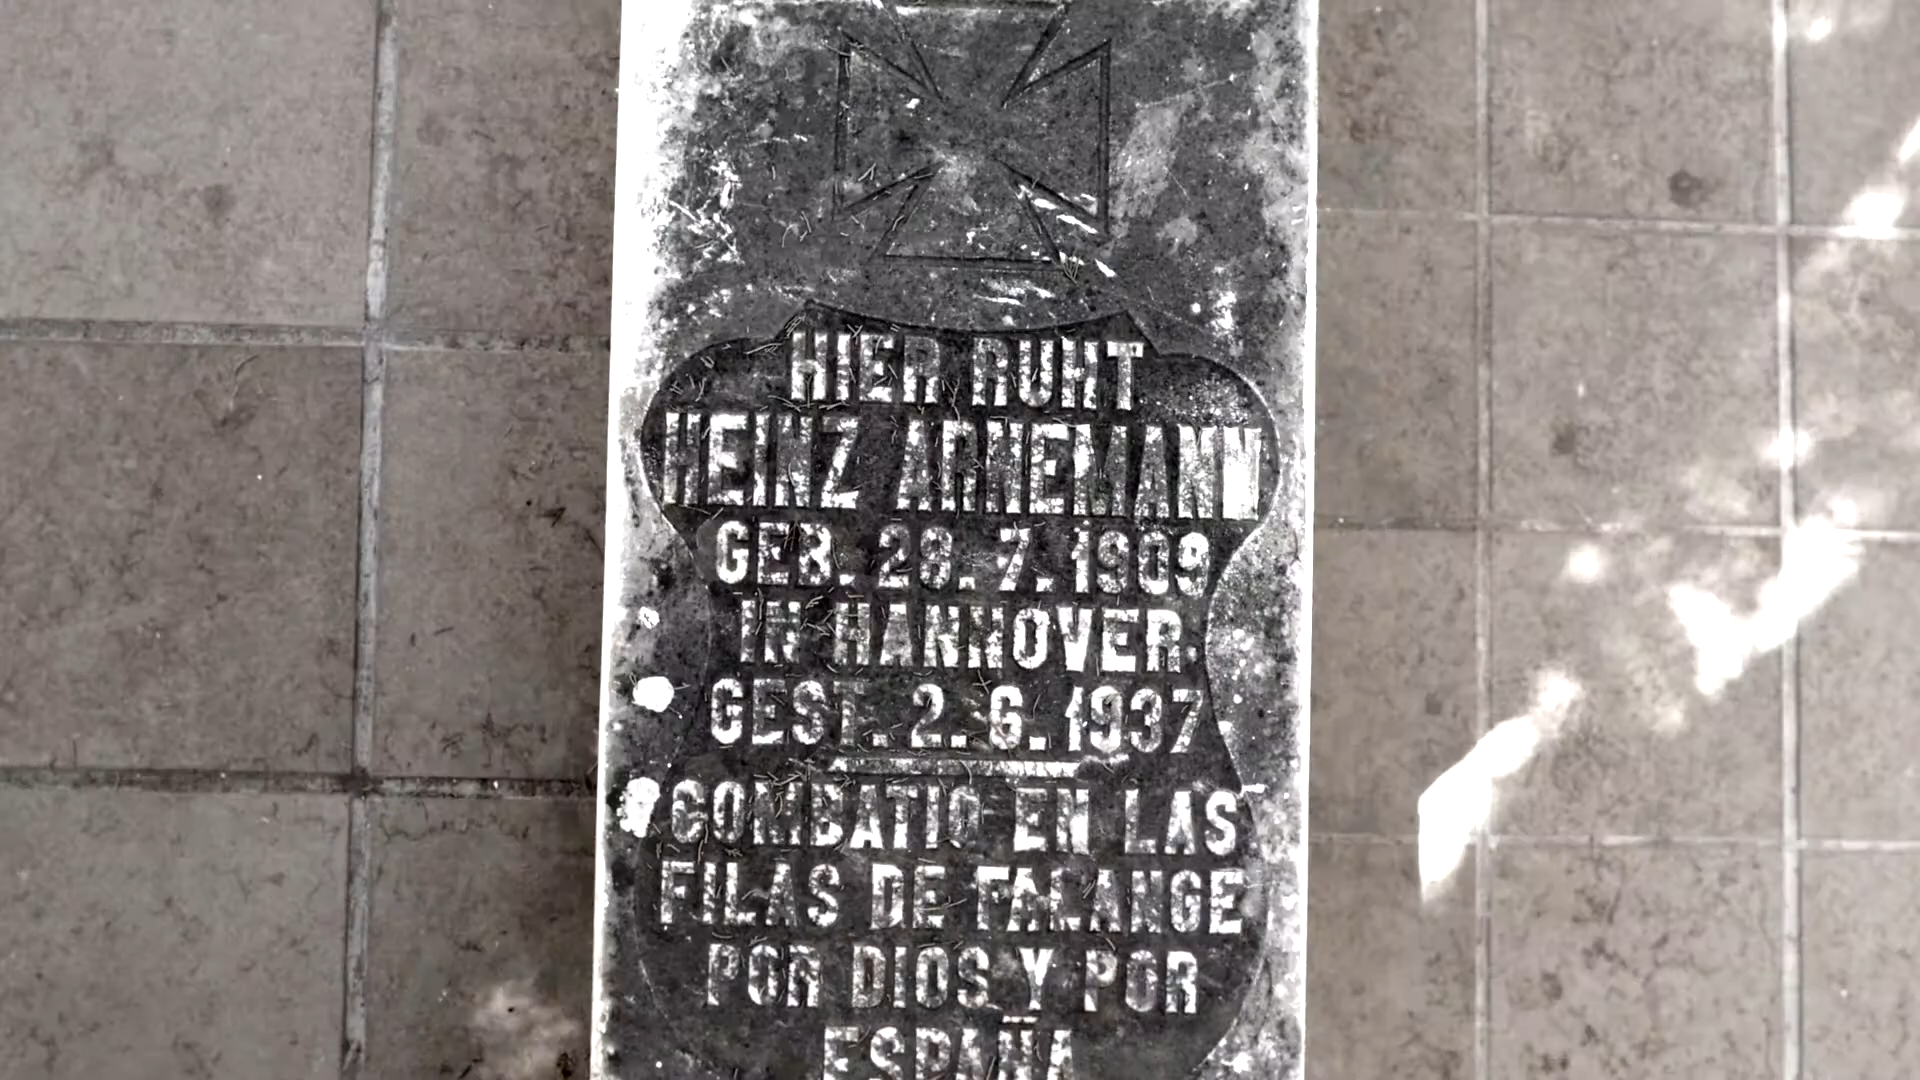 HIER RUHT
HEINZ ARNEMANN
GEB. 28. 7. 1909
IN HANNOVER.
GEST. 2. 6. 1937
COMBATIO EN LAS
FILAS DE FALANGE
POR DIOS Y POR
ESPAÑA